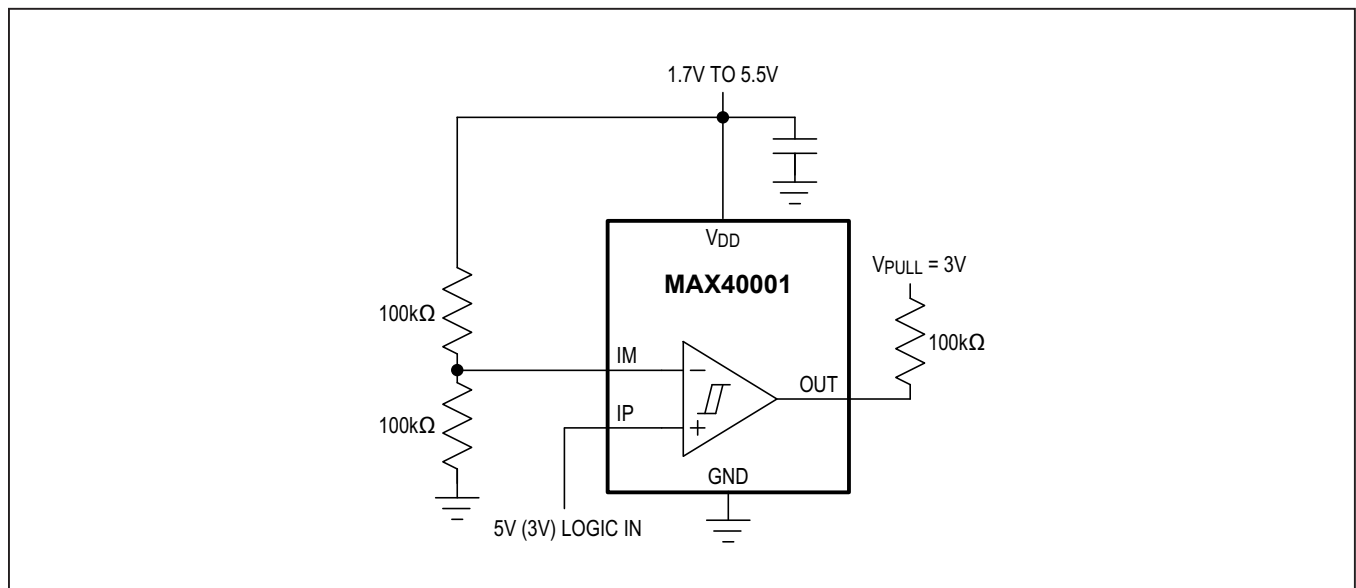 1.7V TO 5.5V
VDD
MAX40001
VPULL = 3V
100kΩ
100kΩ
IM
−
OUT
IP
+
100kΩ
GND
5V (3V) LOGIC IN